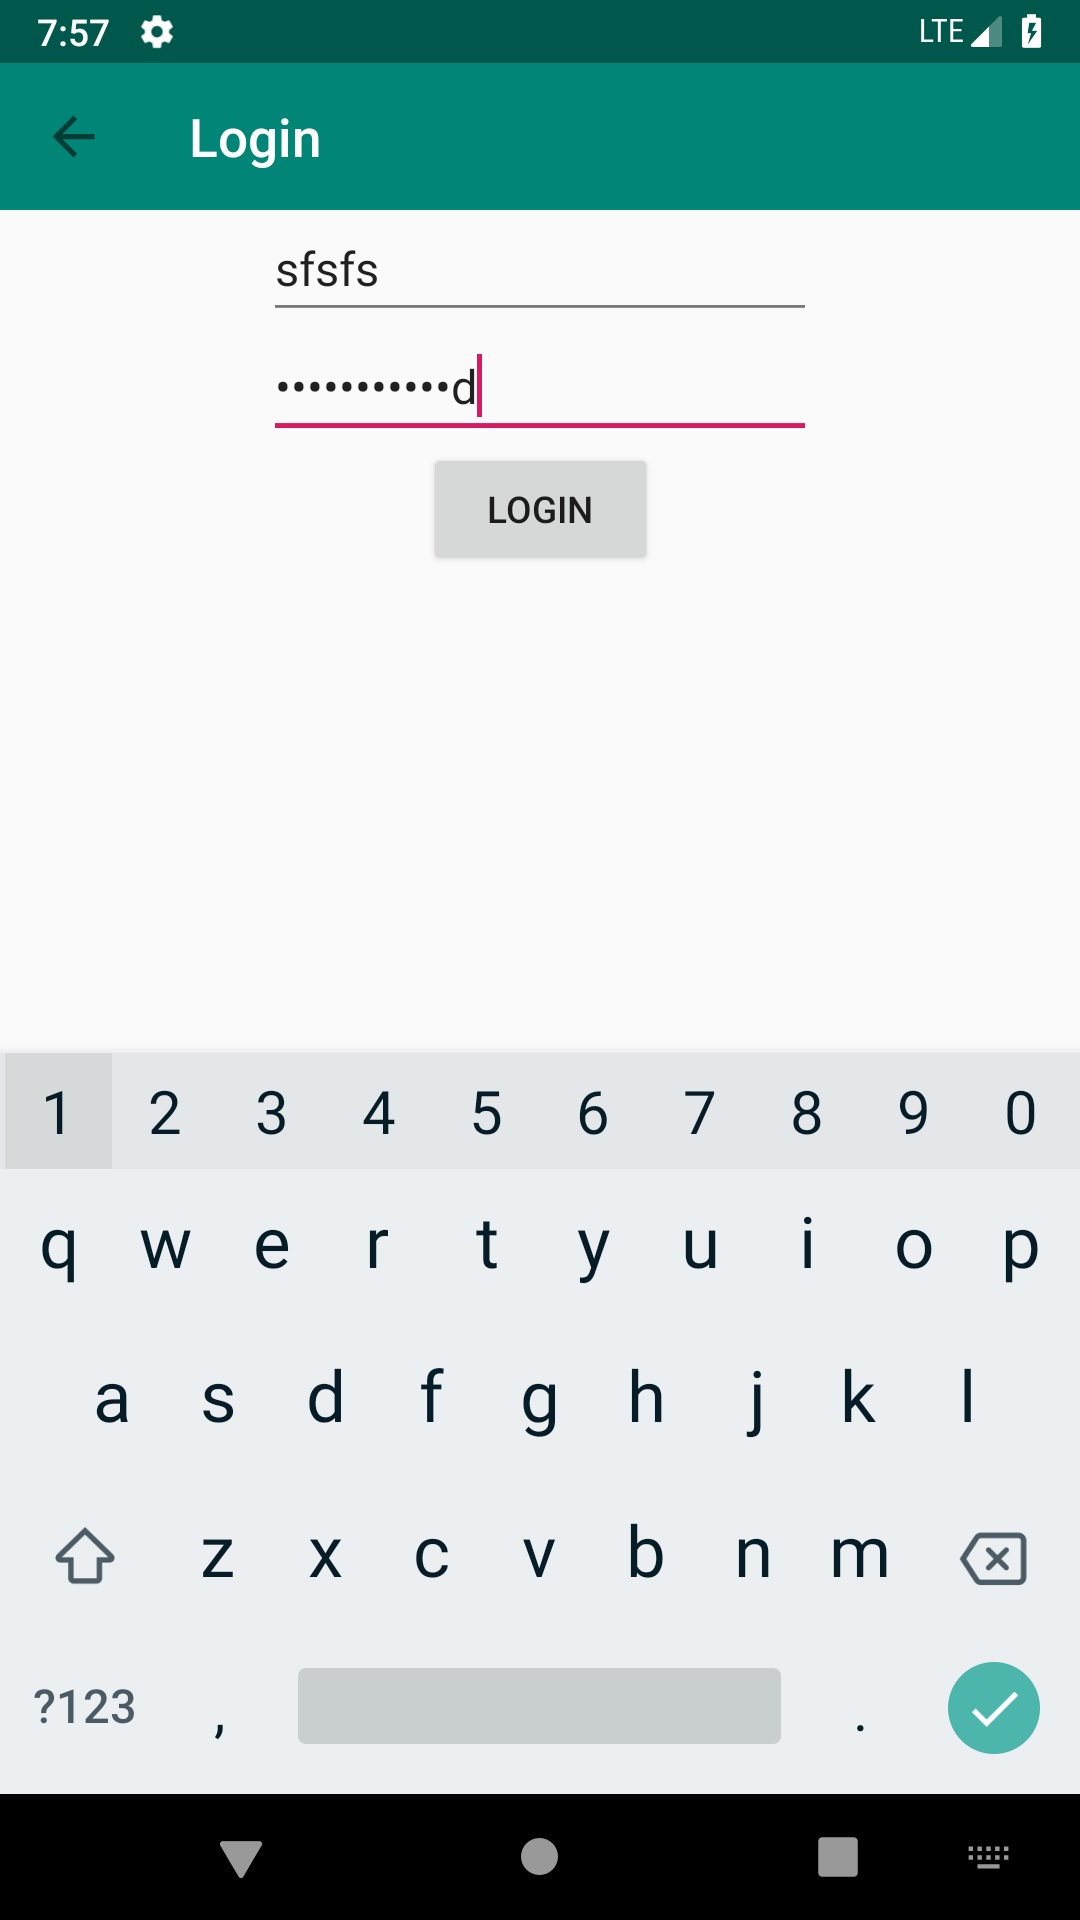 7:57 LTE
Login
sfsfs
•••••••••••d
LOGIN
1 2 3 4 5 6 7 8 9 0
q w e r t y u i o p
a s d f g h j k l
z x c v b n m
?123 , .